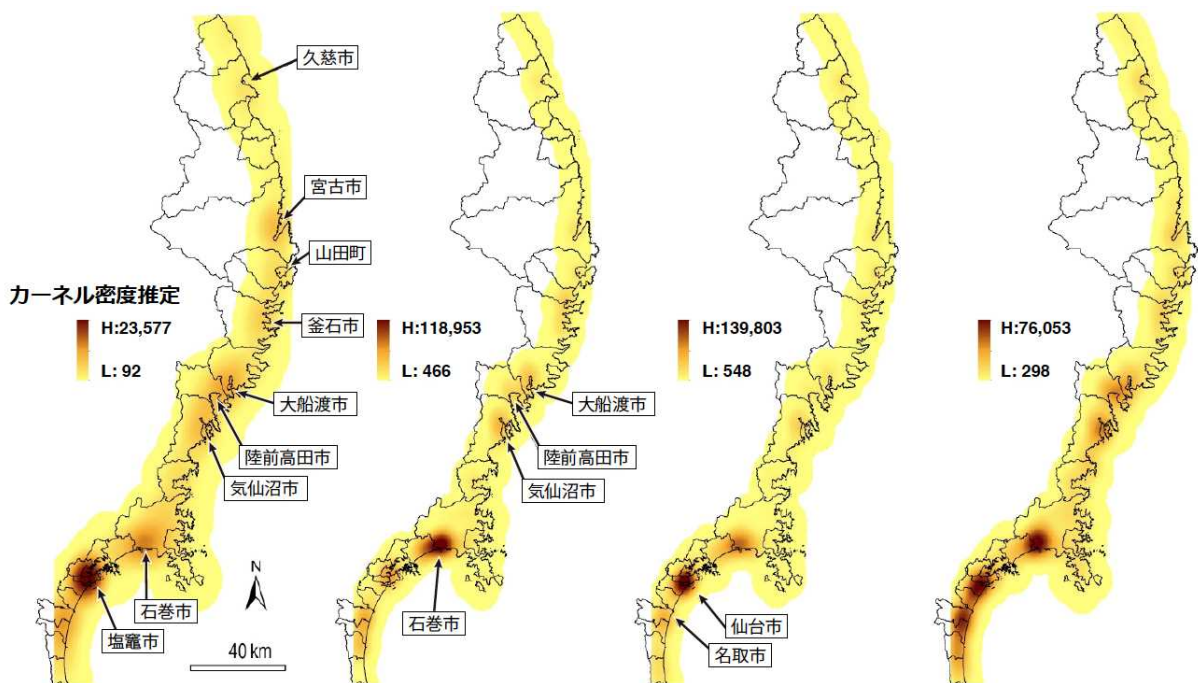 久慈市
宮古市
山田町
カーネル密度推定
H:23,577
L: 92
釜石市
H:118,953
L: 466
H:139,803
L: 548
H:76,053
L: 298
大船渡市
陸前高田市
気仙沼市
大船渡市
陸前高田市
気仙沼市
N
石巻市
塩竈市
40 km
石巻市
仙台市
名取市